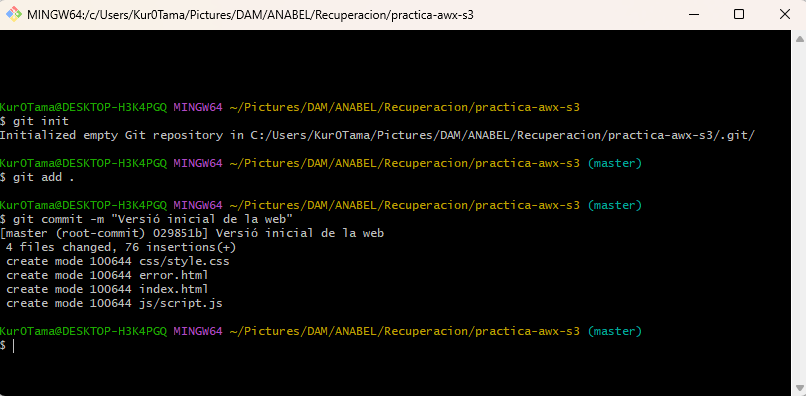 MINGW64:/c/Users/Kur0Tama/Pictures/DAM/ANABEL/Recuperacion/practica-awx-s3
Kur0Tama@DESKTOP-H3K4PGQ MINGW64 ~/Pictures/DAM/ANABEL/Recuperacion/practica-awx-s3
$ git init
Initialized empty Git repository in C:/Users/Kur0Tama/Pictures/DAM/ANABEL/Recuperacion/practica-awx-s3/.git/
Kur0Tama@DESKTOP-H3K4PGQ MINGW64 ~/Pictures/DAM/ANABEL/Recuperacion/practica-awx-s3 (master)
$ git add .
Kur0Tama@DESKTOP-H3K4PGQ MINGW64 ~/Pictures/DAM/ANABEL/Recuperacion/practica-awx-s3 (master)
$ git commit -m "Versió inicial de la web"
[master (root-commit) 029851b] Versió inicial de la web
 4 files changed, 76 insertions(+)
 create mode 100644 css/style.css
 create mode 100644 error.html
 create mode 100644 index.html
 create mode 100644 js/script.js
Kur0Tama@DESKTOP-H3K4PGQ MINGW64 ~/Pictures/DAM/ANABEL/Recuperacion/practica-awx-s3 (master)
$